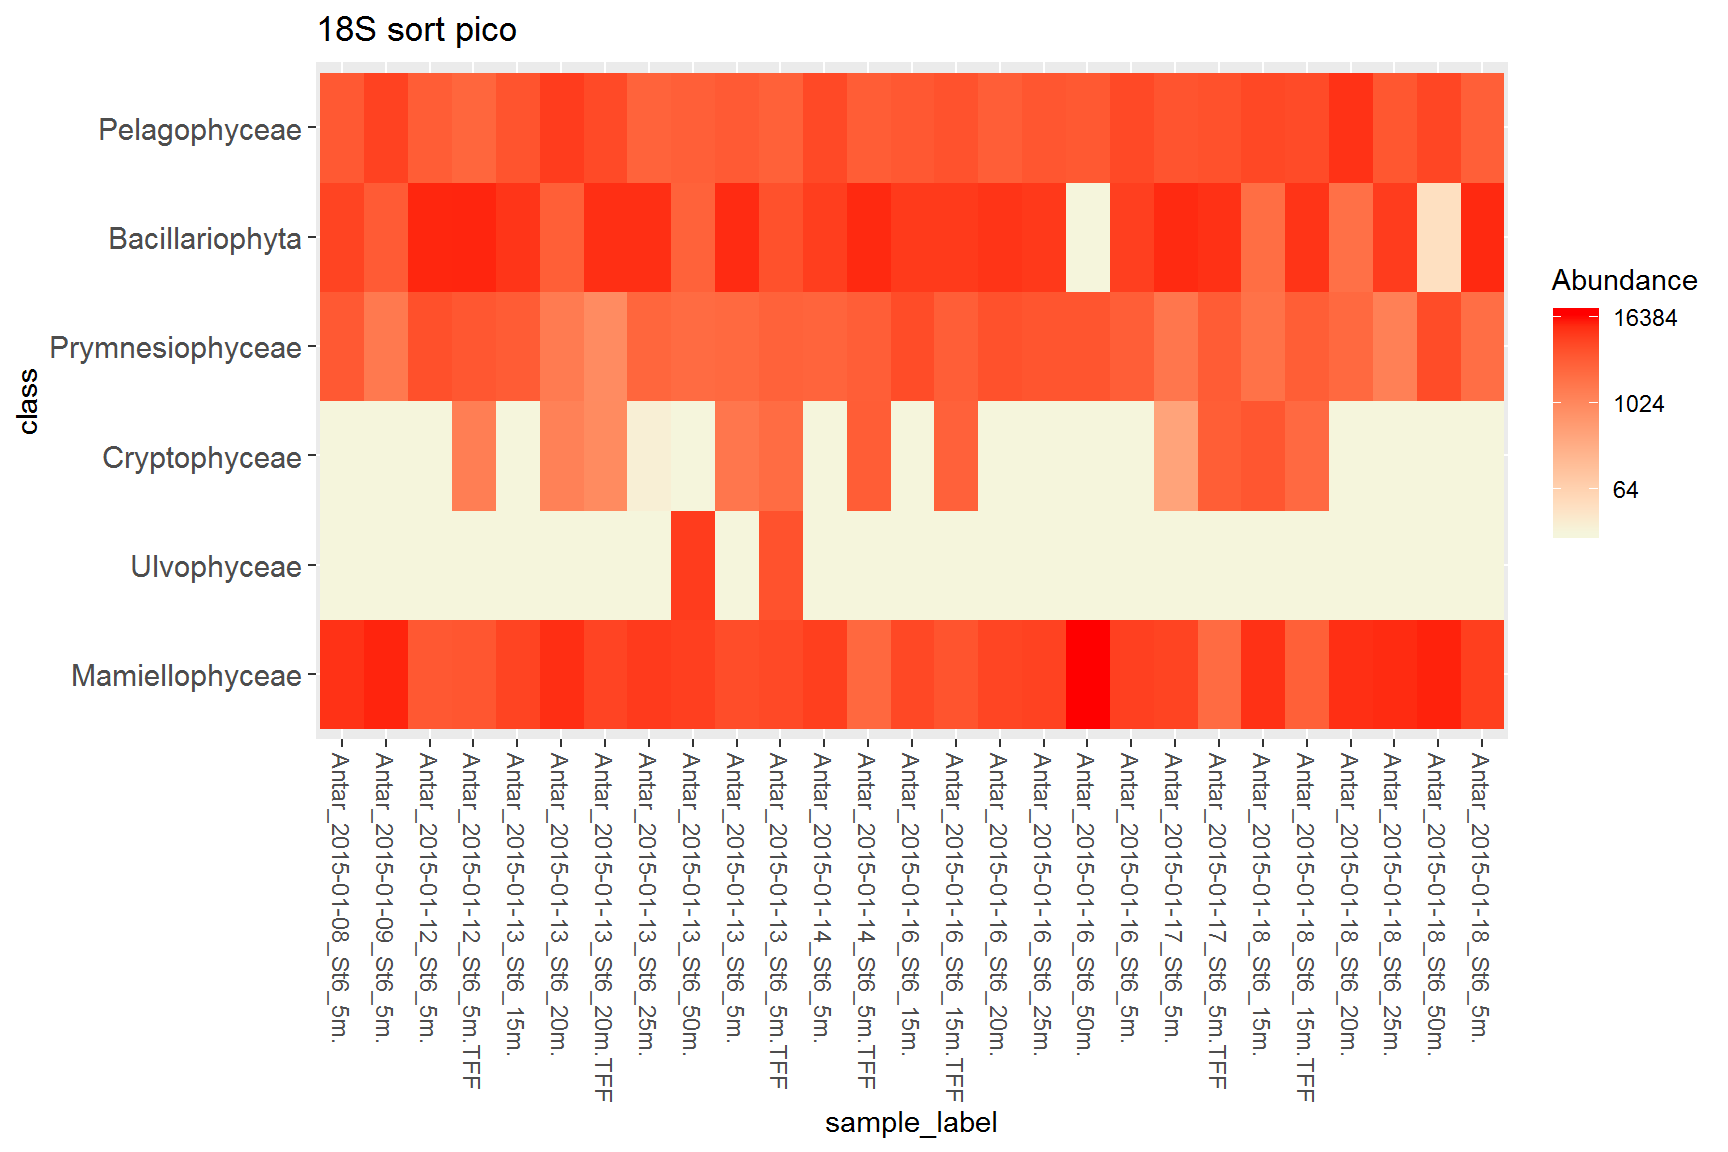 18S sort pico
Pelagophyceae
Bacillariophyta
Prymnesiophyceae
Cryptophyceae
Ulvophyceae
Mamiellophyceae
class
Abundance
16384
1024
64
Antar_2015-01-08_St6_5m.
Antar_2015-01-09_St6_5m.
Antar_2015-01-12_St6_5m.
Antar_2015-01-12_St6_5m.TFF
Antar_2015-01-13_St6_15m.
Antar_2015-01-13_St6_20m.
Antar_2015-01-13_St6_20m.TFF
Antar_2015-01-13_St6_25m.
Antar_2015-01-13_St6_50m.
Antar_2015-01-13_St6_5m.
Antar_2015-01-13_St6_5m.TFF
Antar_2015-01-14_St6_5m.
Antar_2015-01-14_St6_5m.TFF
Antar_2015-01-16_St6_15m.
Antar_2015-01-16_St6_15m.TFF
Antar_2015-01-16_St6_20m.
Antar_2015-01-16_St6_25m.
Antar_2015-01-16_St6_50m.
Antar_2015-01-16_St6_5m.
Antar_2015-01-17_St6_5m.
Antar_2015-01-17_St6_5m.TFF
Antar_2015-01-18_St6_15m.
Antar_2015-01-18_St6_15m.TFF
Antar_2015-01-18_St6_20m.
Antar_2015-01-18_St6_25m.
Antar_2015-01-18_St6_50m.
Antar_2015-01-18_St6_5m.
sample_label